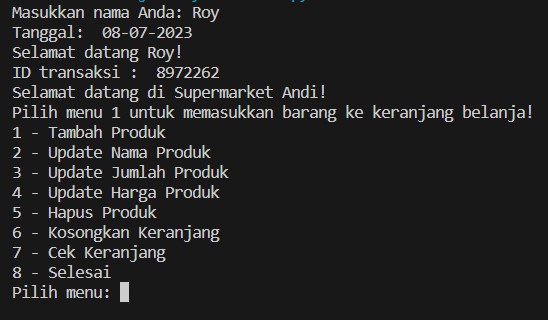 Masukkan nama Anda: Roy
Tanggal:  08-07-2023
Selamat datang Roy!
ID transaksi :  8972262
Selamat datang di Supermarket Andi!
Pilih menu 1 untuk memasukkan barang ke keranjang belanja!
1 - Tambah Produk
2 - Update Nama Produk
3 - Update Jumlah Produk
4 - Update Harga Produk
5 - Hapus Produk
6 - Kosongkan Keranjang
7 - Cek Keranjang
8 - Selesai
Pilih menu: